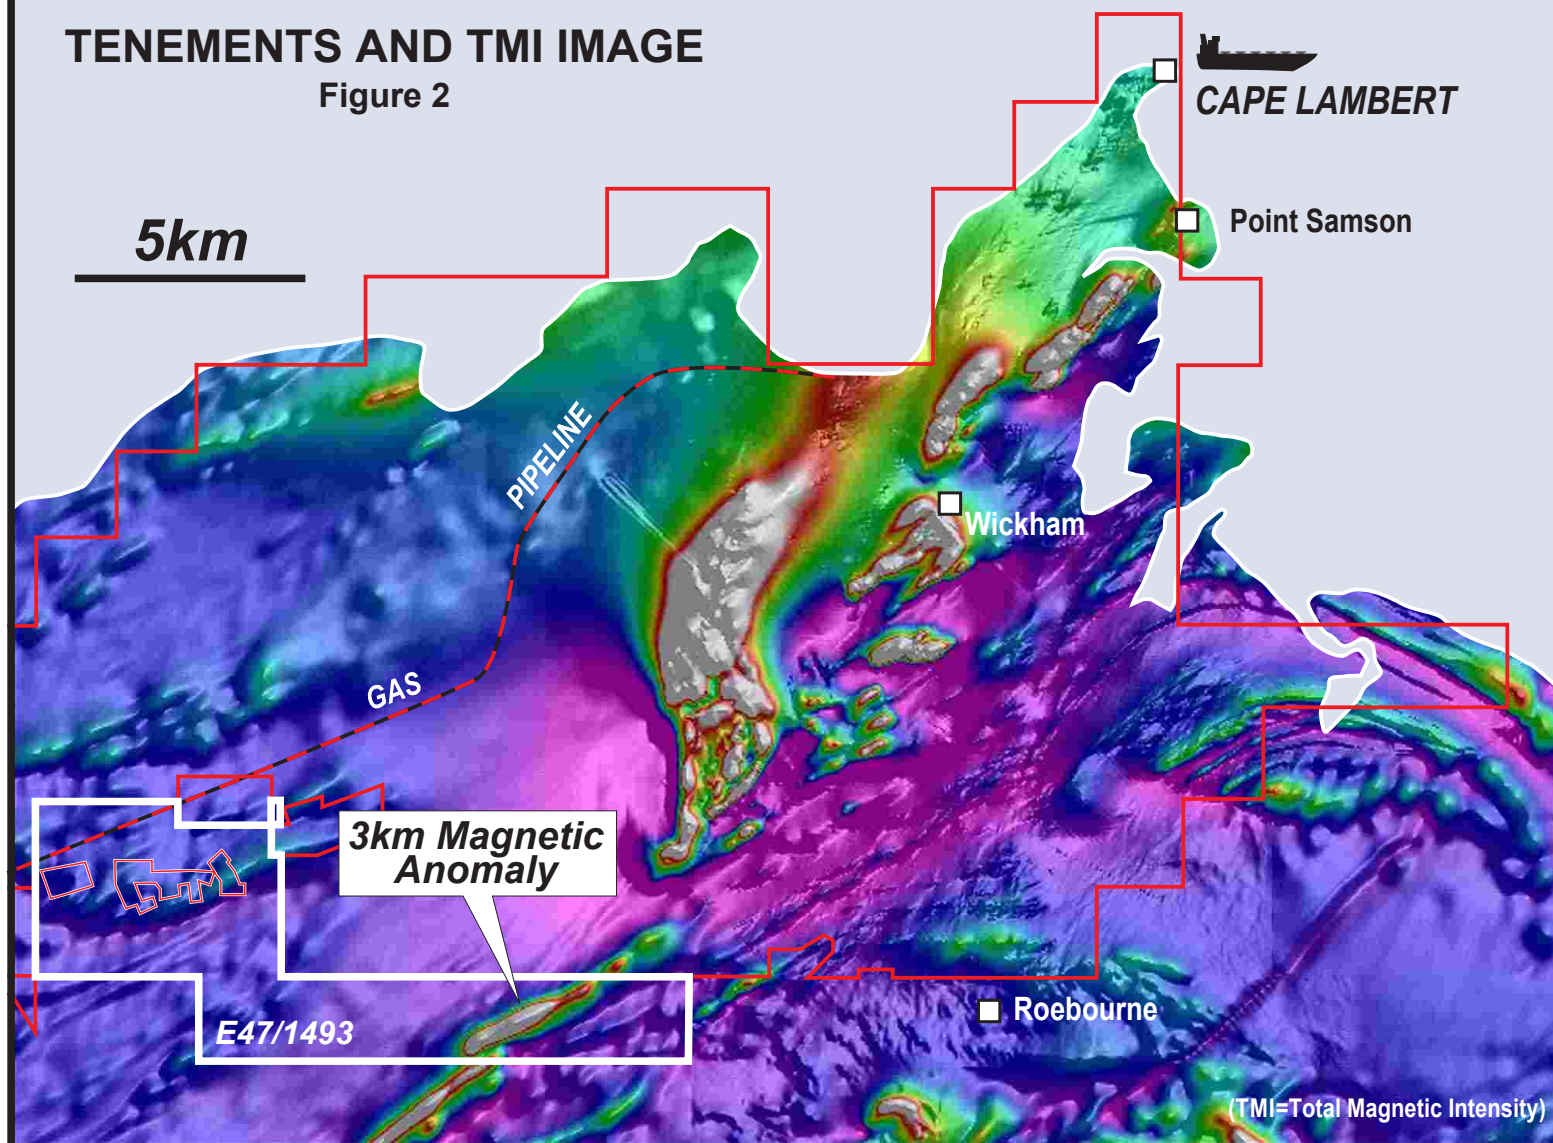 TENEMENTS AND TMI IMAGE
Figure 2
CAPE LAMBERT
Point Samson
5km
PIPELINE
Wickham
GAS
3km Magnetic
Anomaly
Roebourne
E47/1493
(TMI=Total Magnetic Intensity)